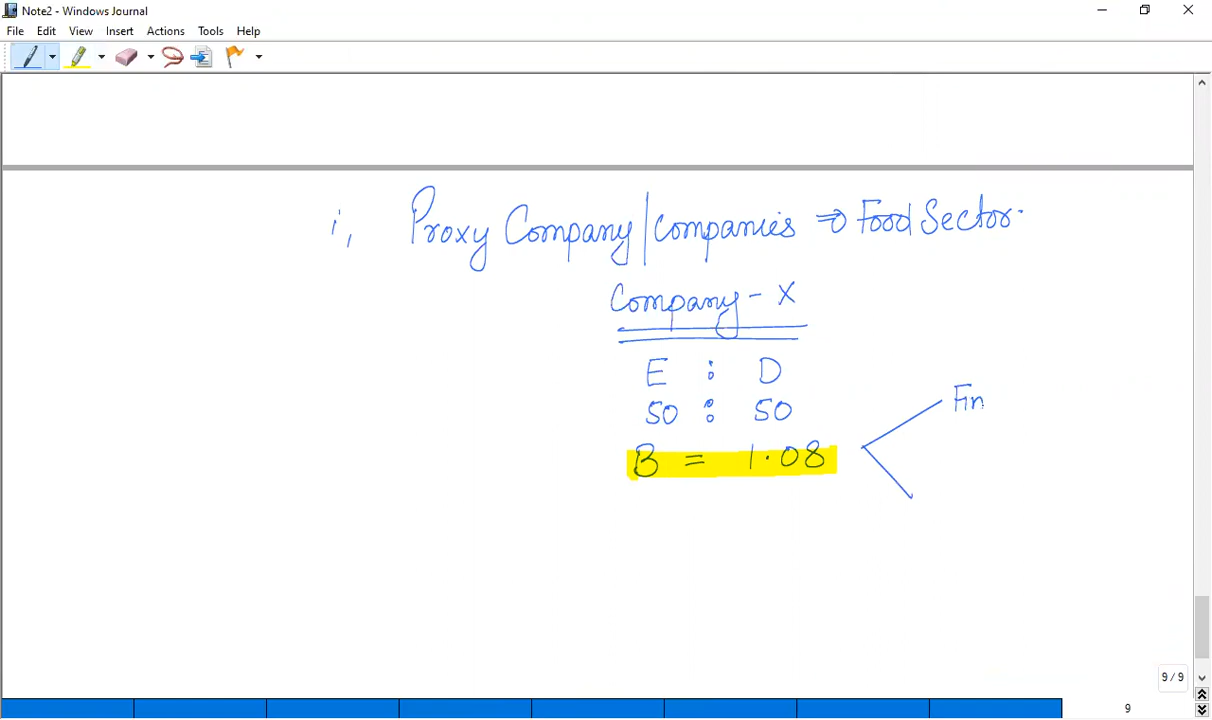 Note2 - Windows Journal
File Edit View Insert Actions Tools Help
i, Proxy Company/companies ⇒ Food Sector.
Company - X
E : D
50 : 50
B = 1.08
Fin
9 / 9
9